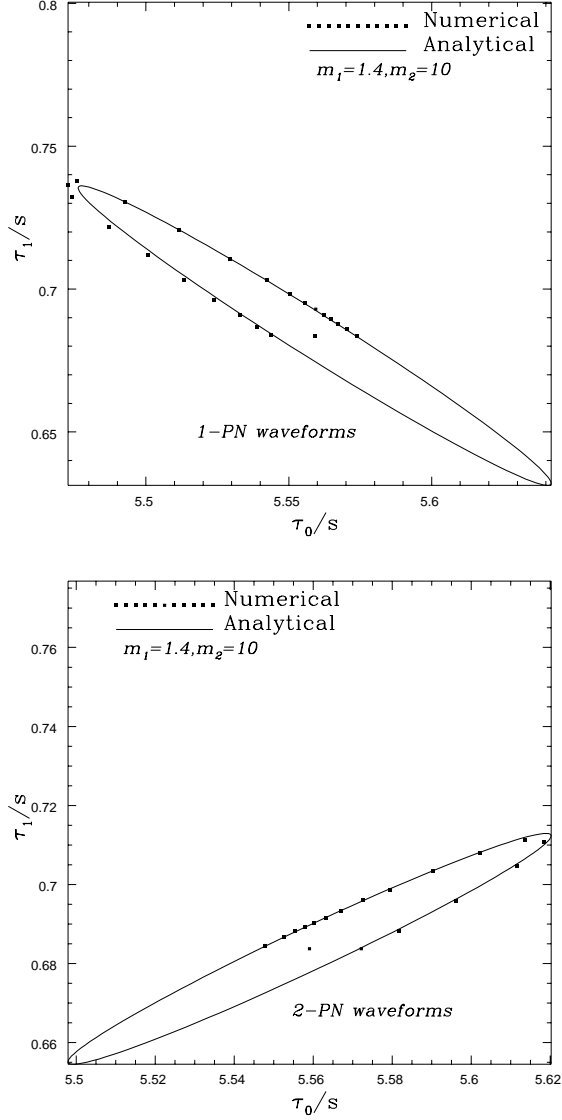 0.8
Numerical
Analytical
m1=1.4,m2=10
0.75
τ1/s
0.7
0.65
1-PN waveforms
5.5
5.55
5.6
τ0/s
Numerical
Analytical
m1=1.4,m2=10
0.76
0.74
0.72
τ1/s
0.7
0.68
0.66
2-PN waveforms
5.5
5.52
5.54
5.56
5.58
5.6
5.62
τ0/s